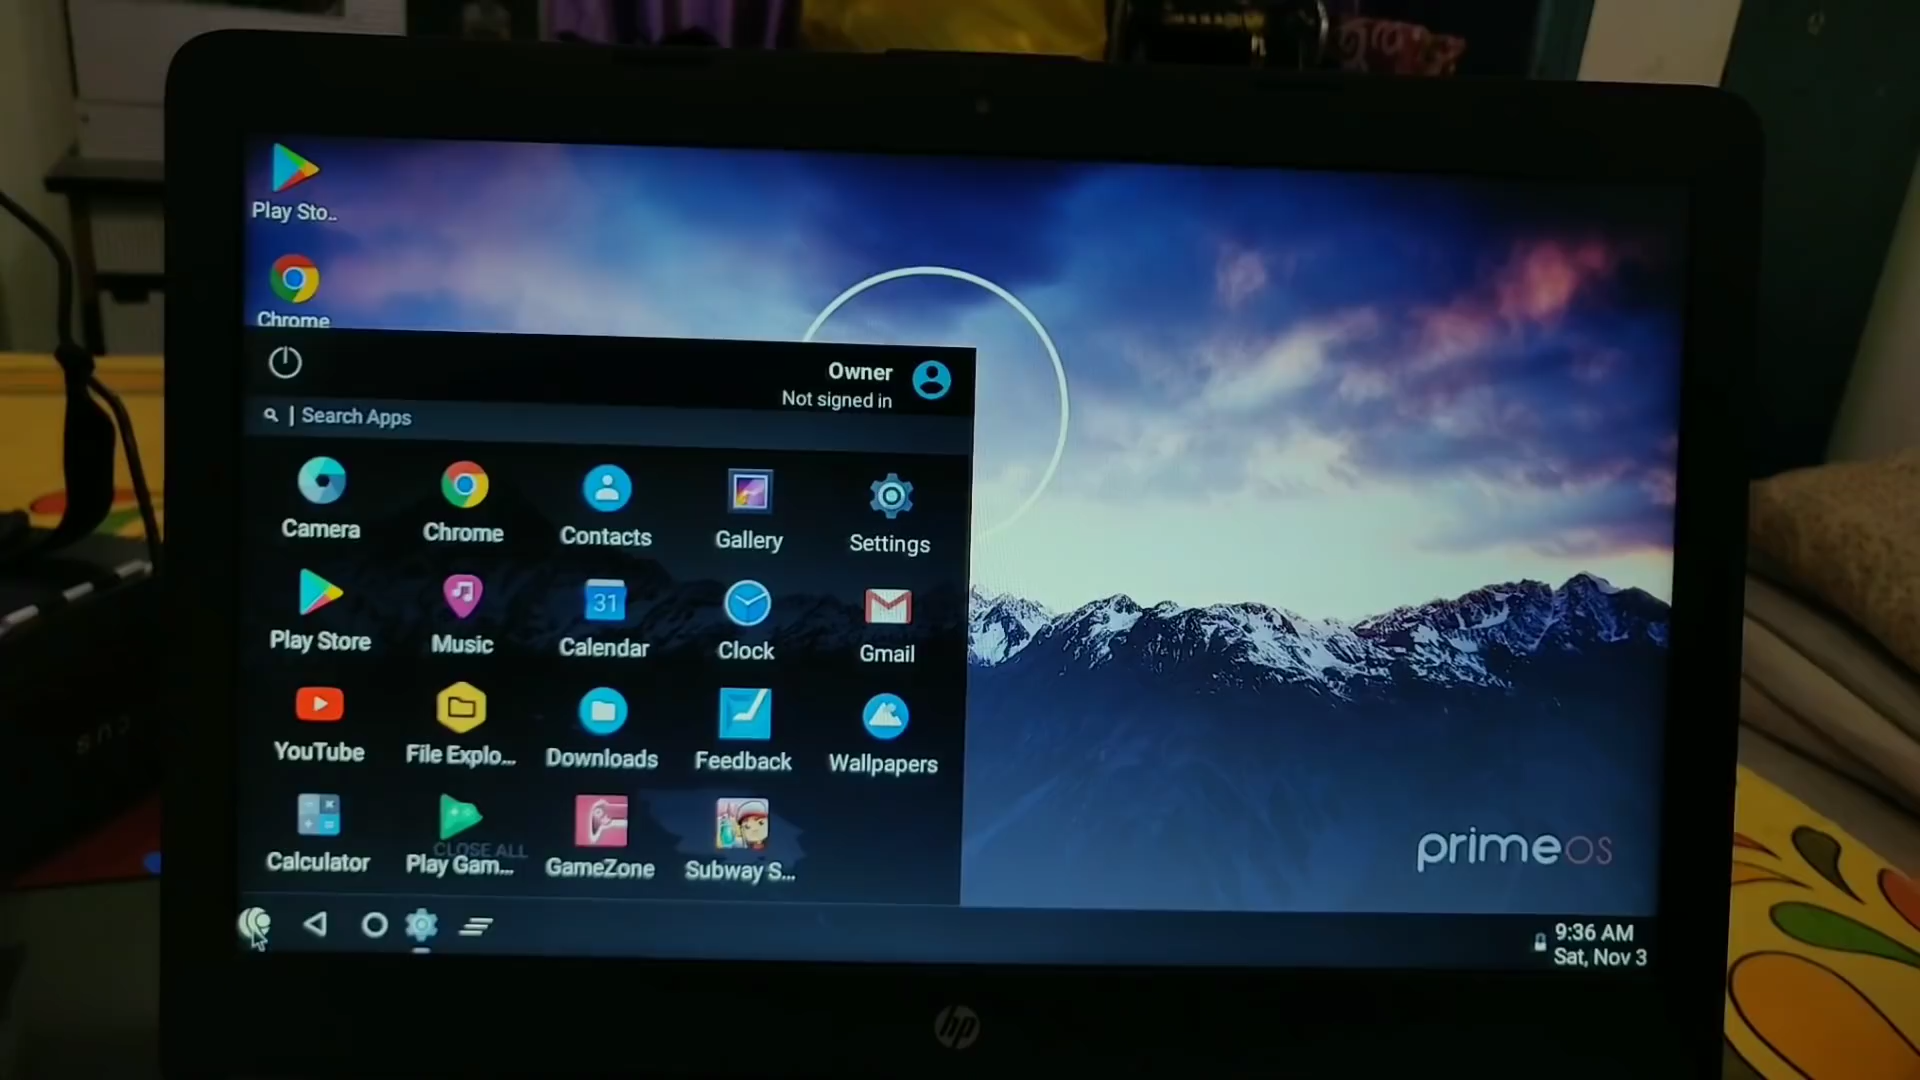 Play Sto..
Chrome
Owner
Not signed in
Search Apps
Camera
Chrome
Contacts
Gallery
Settings
Play Store
Music
31
Calendar
Clock
Gmail
YouTube
File Explo...
Downloads
Feedback
Wallpapers
CLOSE ALL
Calculator
Play Gam...
GameZone
Subway S...
primeOS
9:36 AM
Sat, Nov 3
hp